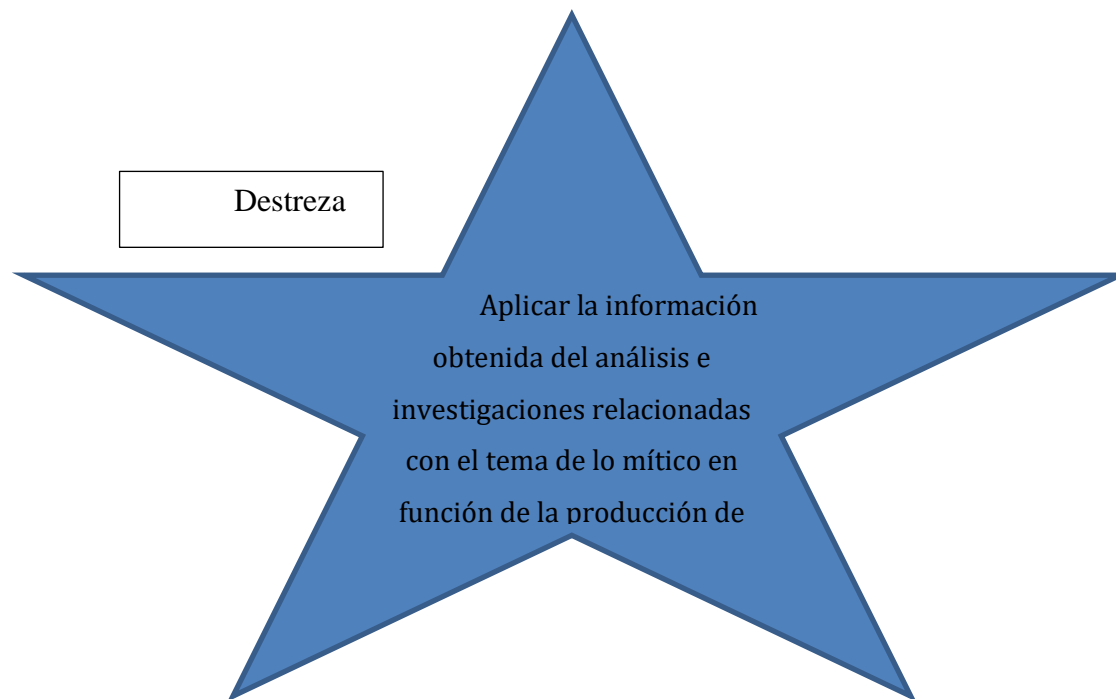 Destreza
Aplicar la información
obtenida del análisis e
investigaciones relacionadas
con el tema de lo mítico en
función de la producción de